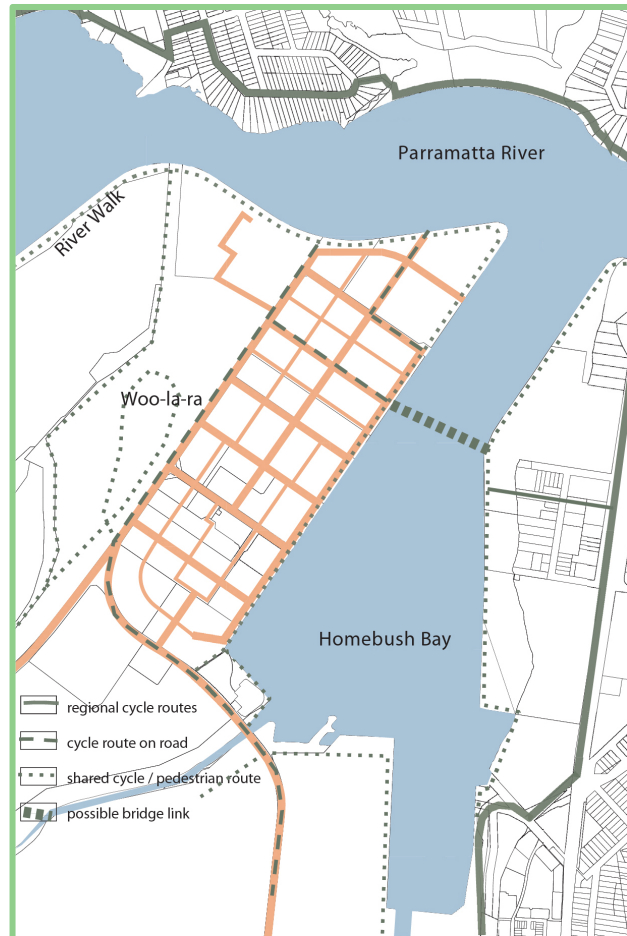 Parramatta River
River Walk
Woo-la-ra
Homebush Bay
regional cycle routes
cycle route on road
shared cycle / pedestrian route
possible bridge link